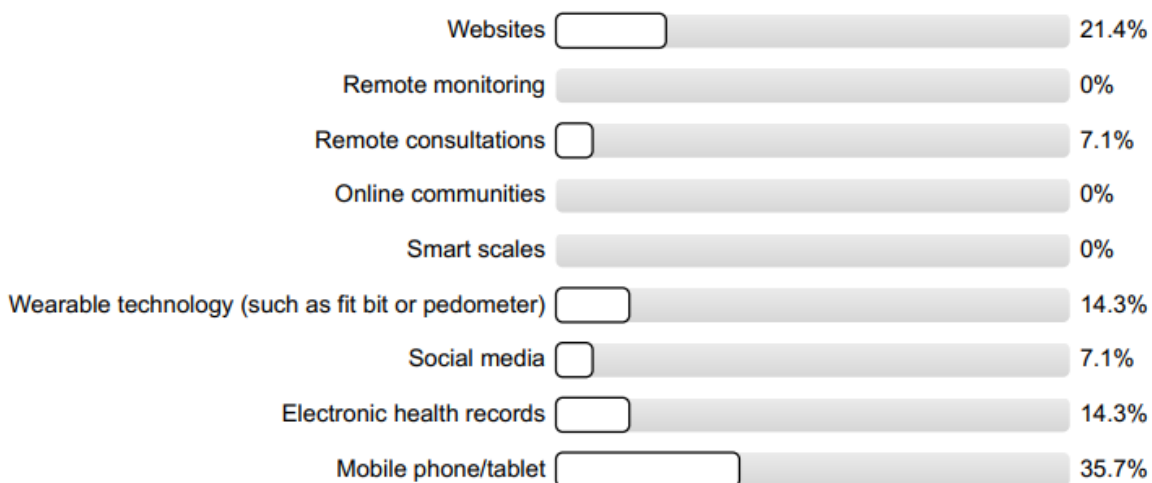 Websites 21.4%
Remote monitoring 0%
Remote consultations 7.1%
Online communities 0%
Smart scales 0%
Wearable technology (such as fit bit or pedometer) 14.3%
Social media 7.1%
Electronic health records 14.3%
Mobile phone/tablet 35.7%